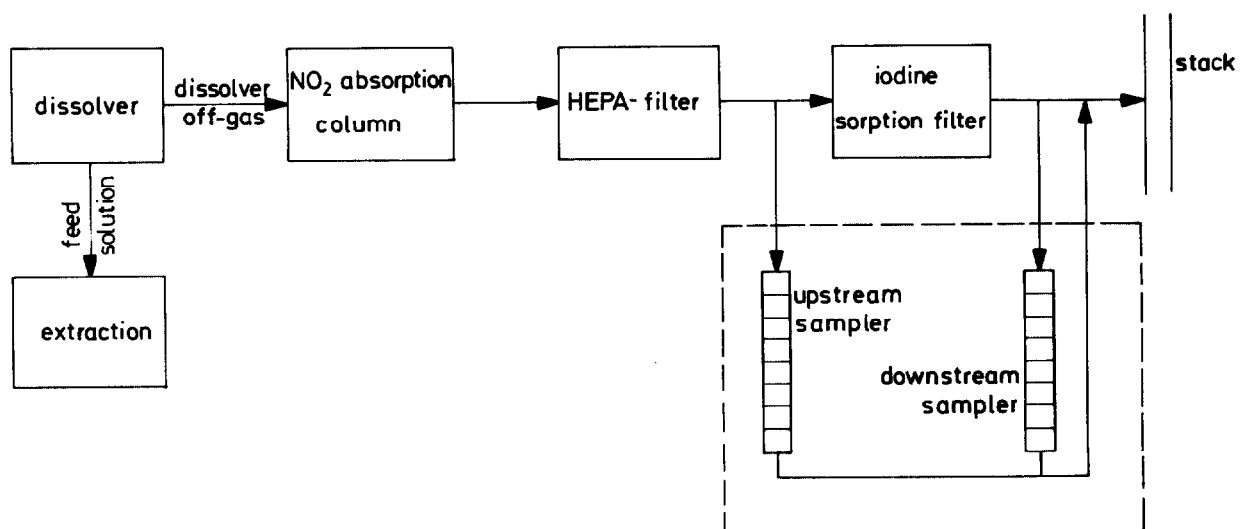 dissolver
dissolver
off-gas
NO₂ absorption
column
HEPA-filter
iodine
sorption filter
stack
feed
solution
extraction
upstream
sampler
downstream
sampler